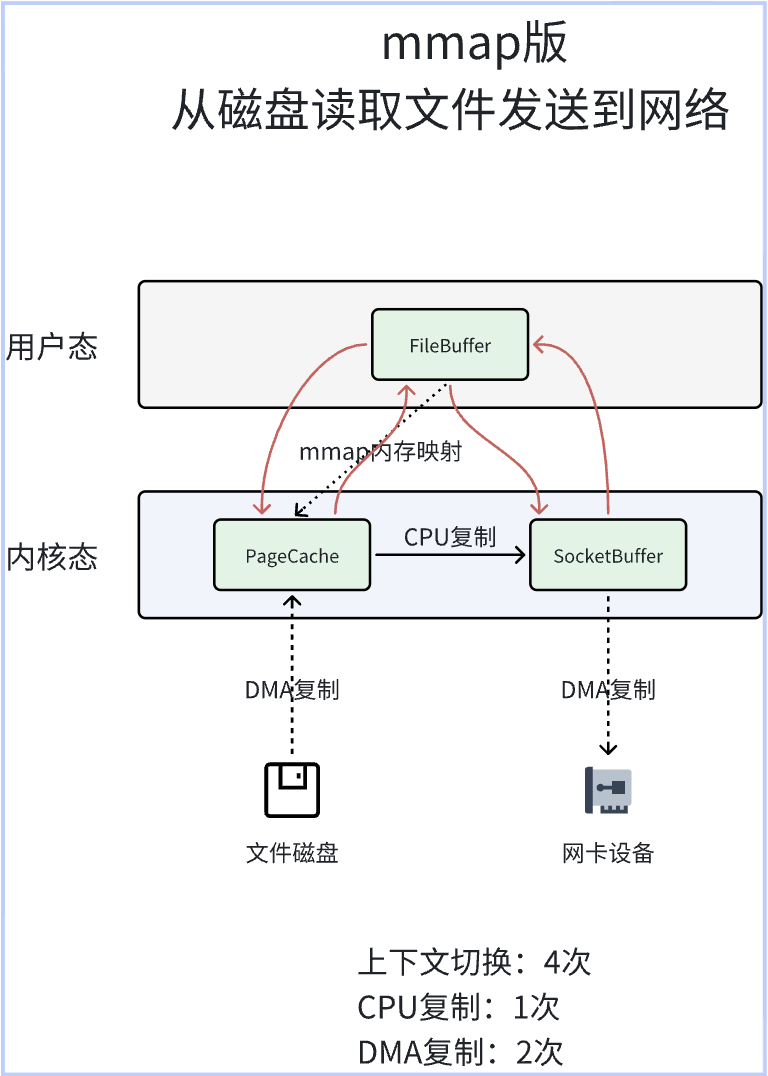 mmap版
从磁盘读取文件发送到网络
用户态
FileBuffer
mmap内存映射
内核态
PageCache
CPU复制
SocketBuffer
DMA复制
DMA复制
文件磁盘
网卡设备
上下文切换：4次
CPU复制：1次
DMA复制：2次